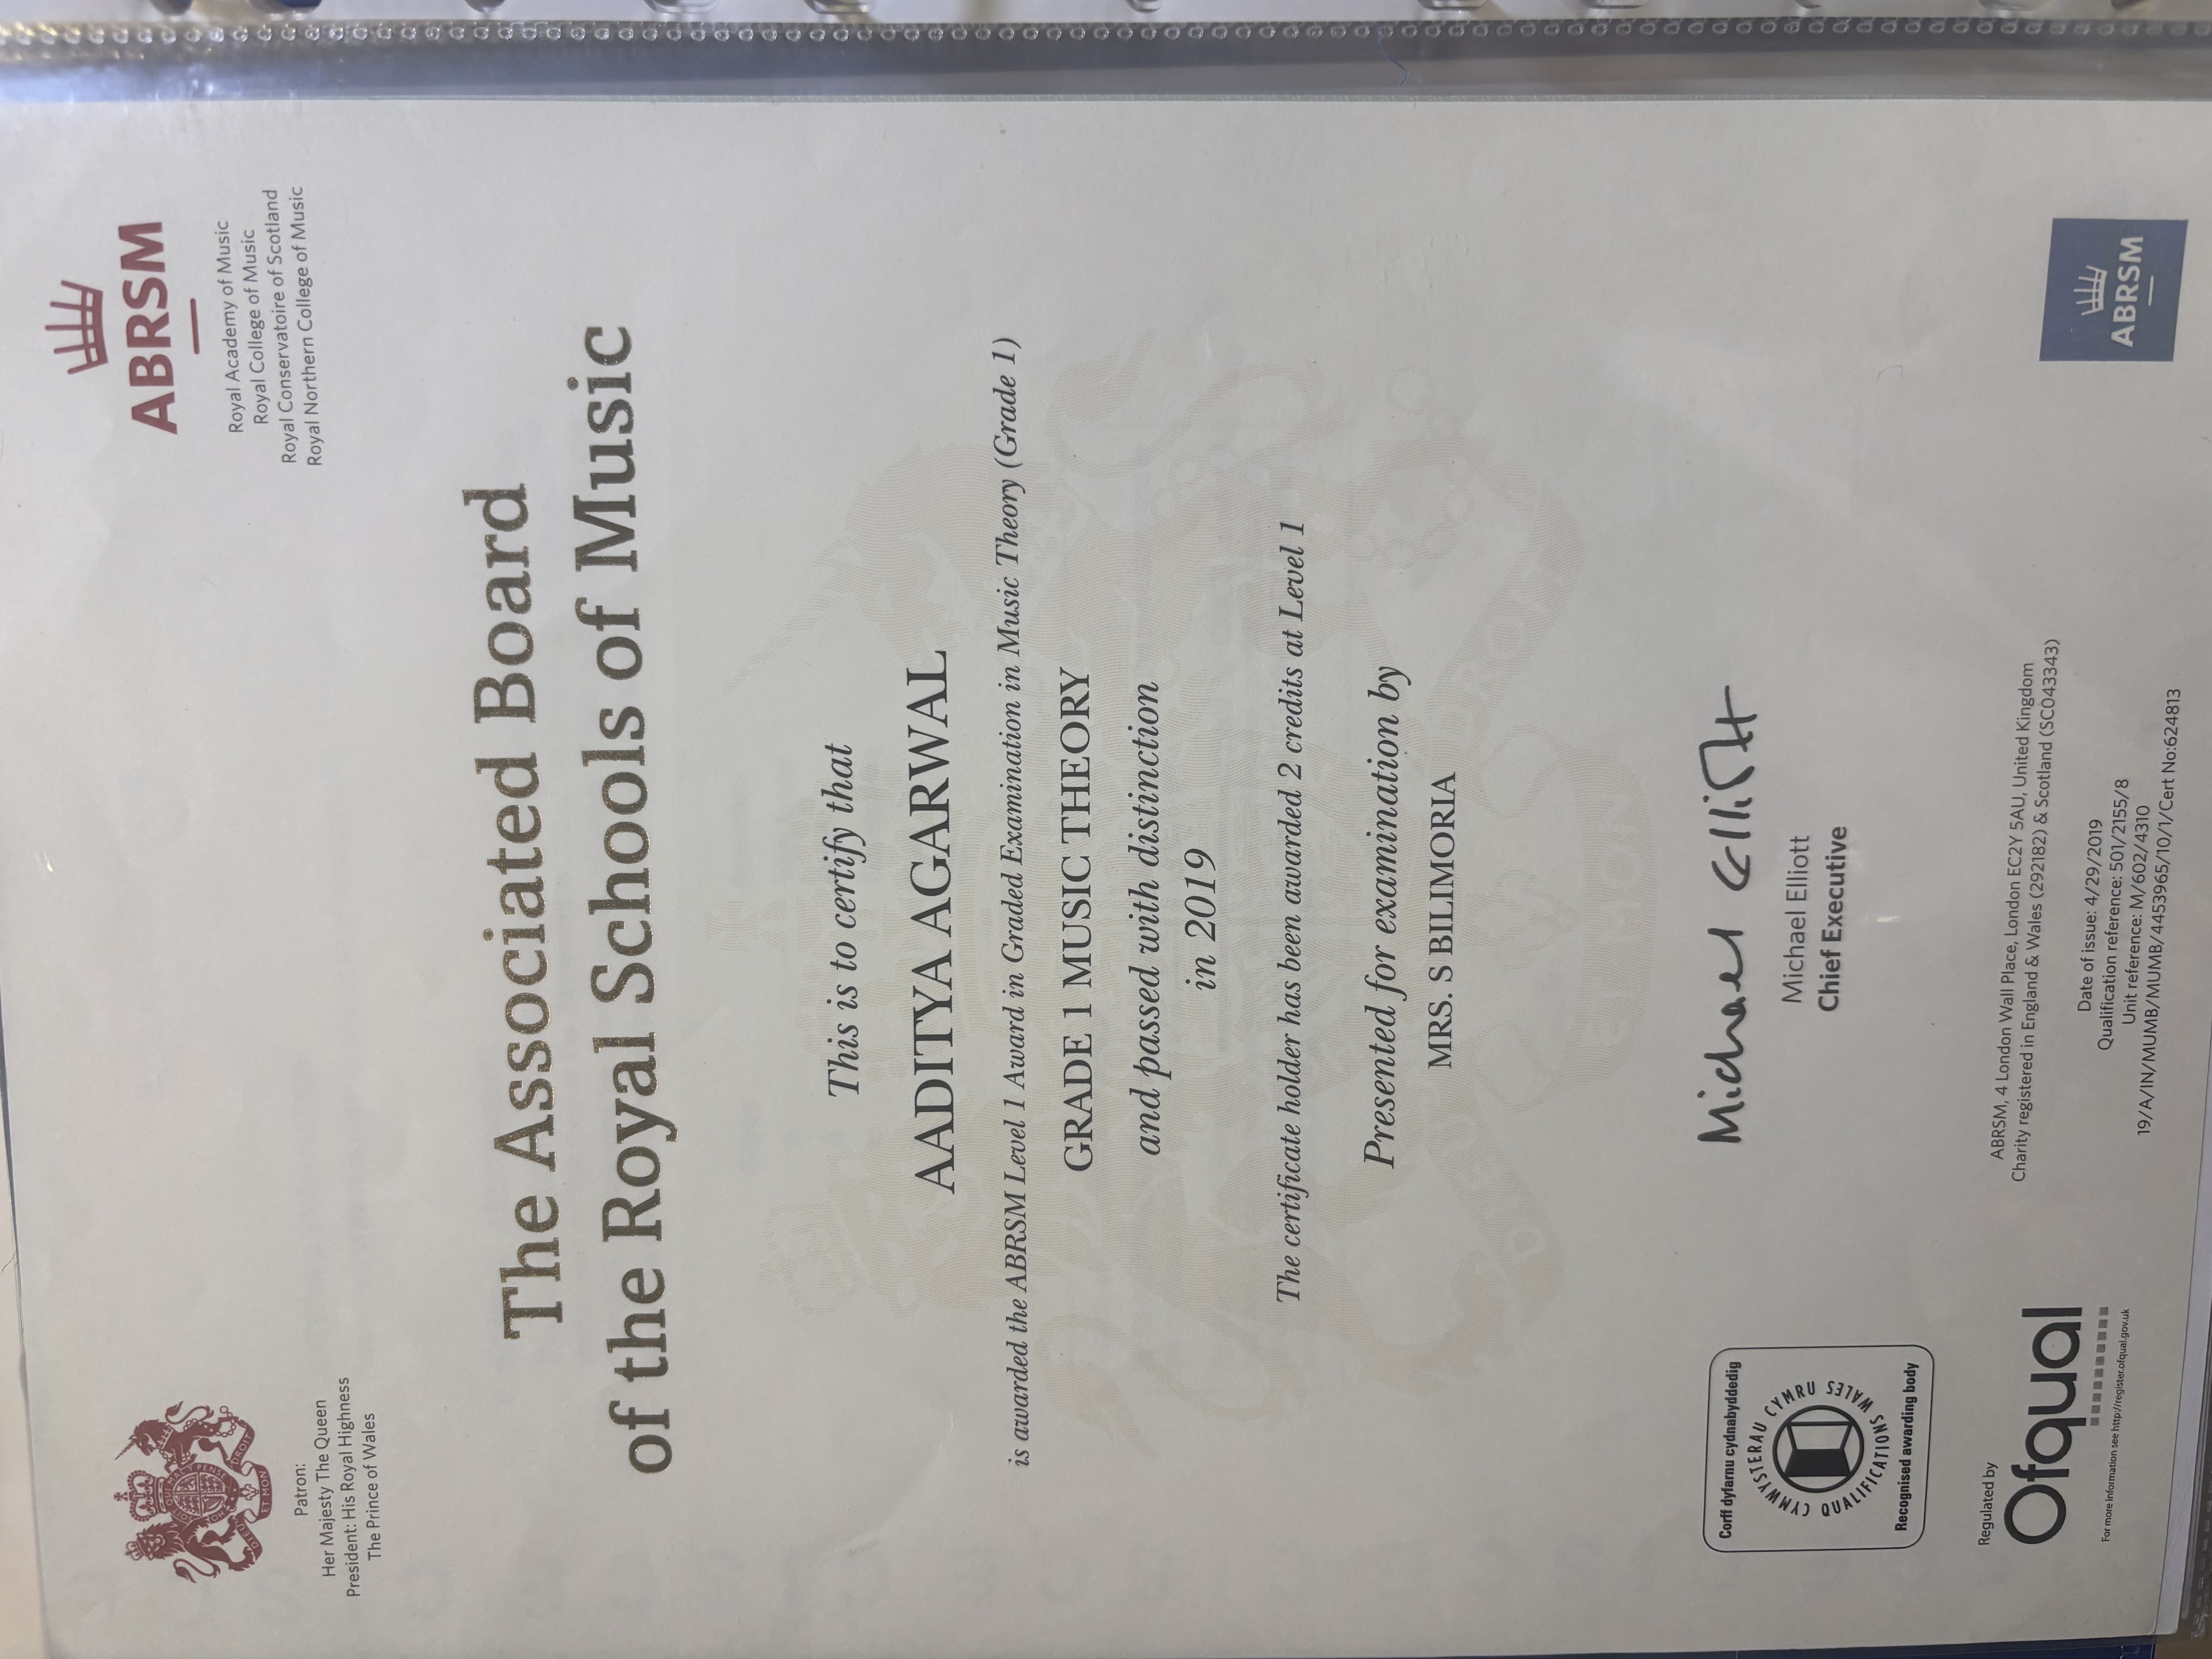 DIEU ET MON DROIT
Patron:
Her Majesty The Queen
President: His Royal Highness
The Prince of Wales
ABRSM
Royal Academy of Music
Royal College of Music
Royal Conservatoire of Scotland
Royal Northern College of Music
The Associated Board
of the Royal Schools of Music
This is to certify that
AADITYA AGARWAL
is awarded the ABRSM Level 1 Award in Graded Examination in Music Theory (Grade 1)
GRADE 1 MUSIC THEORY
and passed with distinction
in 2019
The certificate holder has been awarded 2 credits at Level 1
Presented for examination by
MRS. S BILIMORIA
DIEU ET MON DROIT
Michael Elliott
Michael Elliott
Chief Executive
Corff dyfarnu cydnabyddedig
CYMWYSTERAU CYMRU
QUALIFICATIONS WALES
Recognised awarding body
Regulated by
Ofqual
For more information see http://register.ofqual.gov.uk
ABRSM, 4 London Wall Place, London EC2Y 5AU, United Kingdom
Charity registered in England & Wales (292182) & Scotland (SC043343)
Date of issue: 4/29/2019
Qualification reference: 501/2155/8
Unit reference: M/602/4310
19/A/IN/MUMB/MUMB/4453965/10/1/Cert No:624813
ABRSM